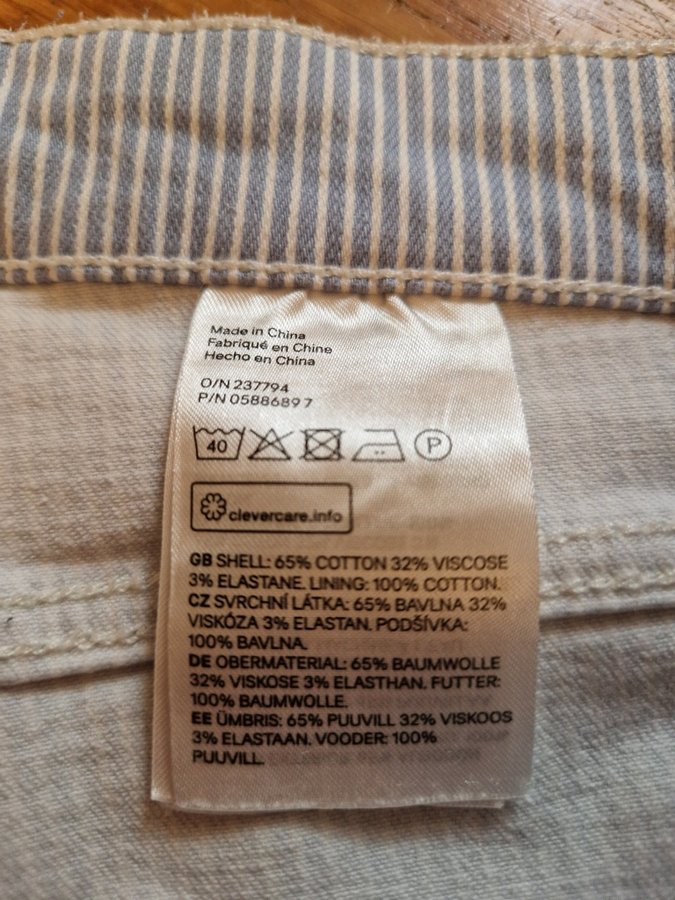 Made in China
Fabriqué en Chine
Hecho en China
O/N 237794
P/N 05886897
40 P
clevercare.info
GB SHELL: 65% COTTON 32% VISCOSE
3% ELASTANE. LINING: 100% COTTON.
CZ SVRCHNÍ LÁTKA: 65% BAVLNA 32%
VISKÓZA 3% ELASTAN. PODŠÍVKA:
100% BAVLNA.
DE OBERMATERIAL: 65% BAUMWOLLE
32% VISKOSE 3% ELASTHAN. FUTTER:
100% BAUMWOLLE.
EE ÜMBRIS: 65% PUUVILL 32% VISKOOS
3% ELASTAAN. VOODER: 100%
PUUVILL.